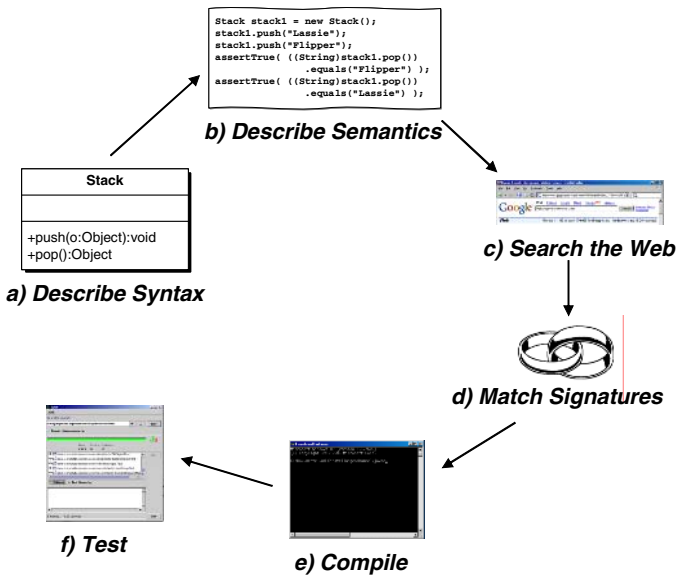 Stack stack1 = new Stack();
stack1.push("Lassie");
stack1.push("Flipper");
assertTrue( ((String)stack1.pop())
.equals("Flipper") );
assertTrue( ((String)stack1.pop())
.equals("Lassie") );
b) Describe Semantics
Stack
+push(o:Object):void
+pop():Object
a) Describe Syntax
Google
c) Search the Web
d) Match Signatures
e) Compile
f) Test